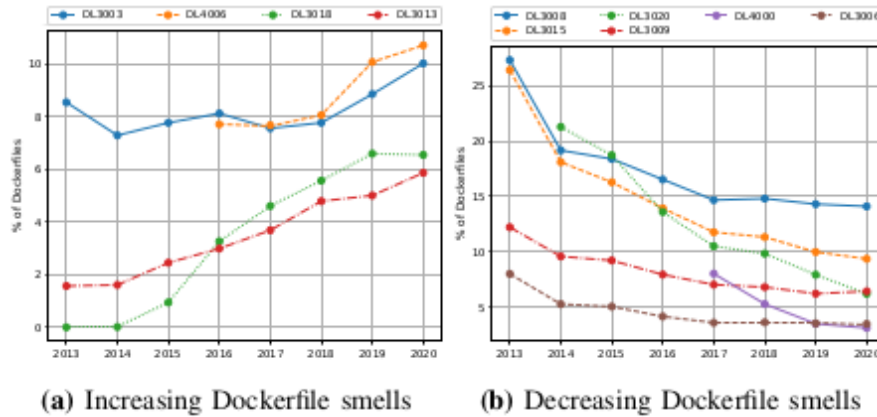 DL3003 DL4006 DL3018 DL3013
% of Dockerfiles
10
8
6
4
2
0
2013 2014 2015 2016 2017 2018 2019 2020
(a) Increasing Dockerfile smells
DL3008 DL3020 DL4000 DL3006
DL3015 DL3009
% of Dockerfiles
25
20
15
10
5
2013 2014 2015 2016 2017 2018 2019 2020
(b) Decreasing Dockerfile smells